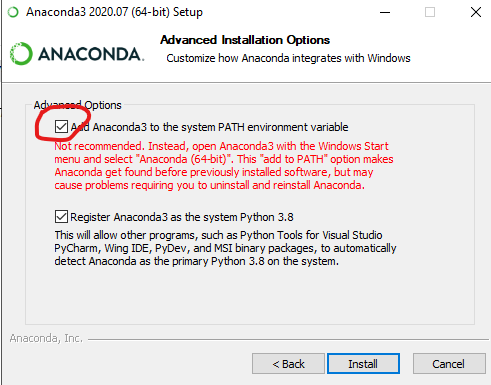 Anaconda3 2020.07 (64-bit) Setup
ANACONDA.
Advanced Installation Options
Customize how Anaconda integrates with Windows
Advanced Options
Add Anaconda3 to the system PATH environment variable
Not recommended. Instead, open Anaconda3 with the Windows Start
menu and select "Anaconda (64-bit)". This "add to PATH" option makes
Anaconda get found before previously installed software, but may
cause problems requiring you to uninstall and reinstall Anaconda.
Register Anaconda3 as the system Python 3.8
This will allow other programs, such as Python Tools for Visual Studio
PyCharm, Wing IDE, PyDev, and MSI binary packages, to automatically
detect Anaconda as the primary Python 3.8 on the system.
Anaconda, Inc.
< Back
Install
Cancel